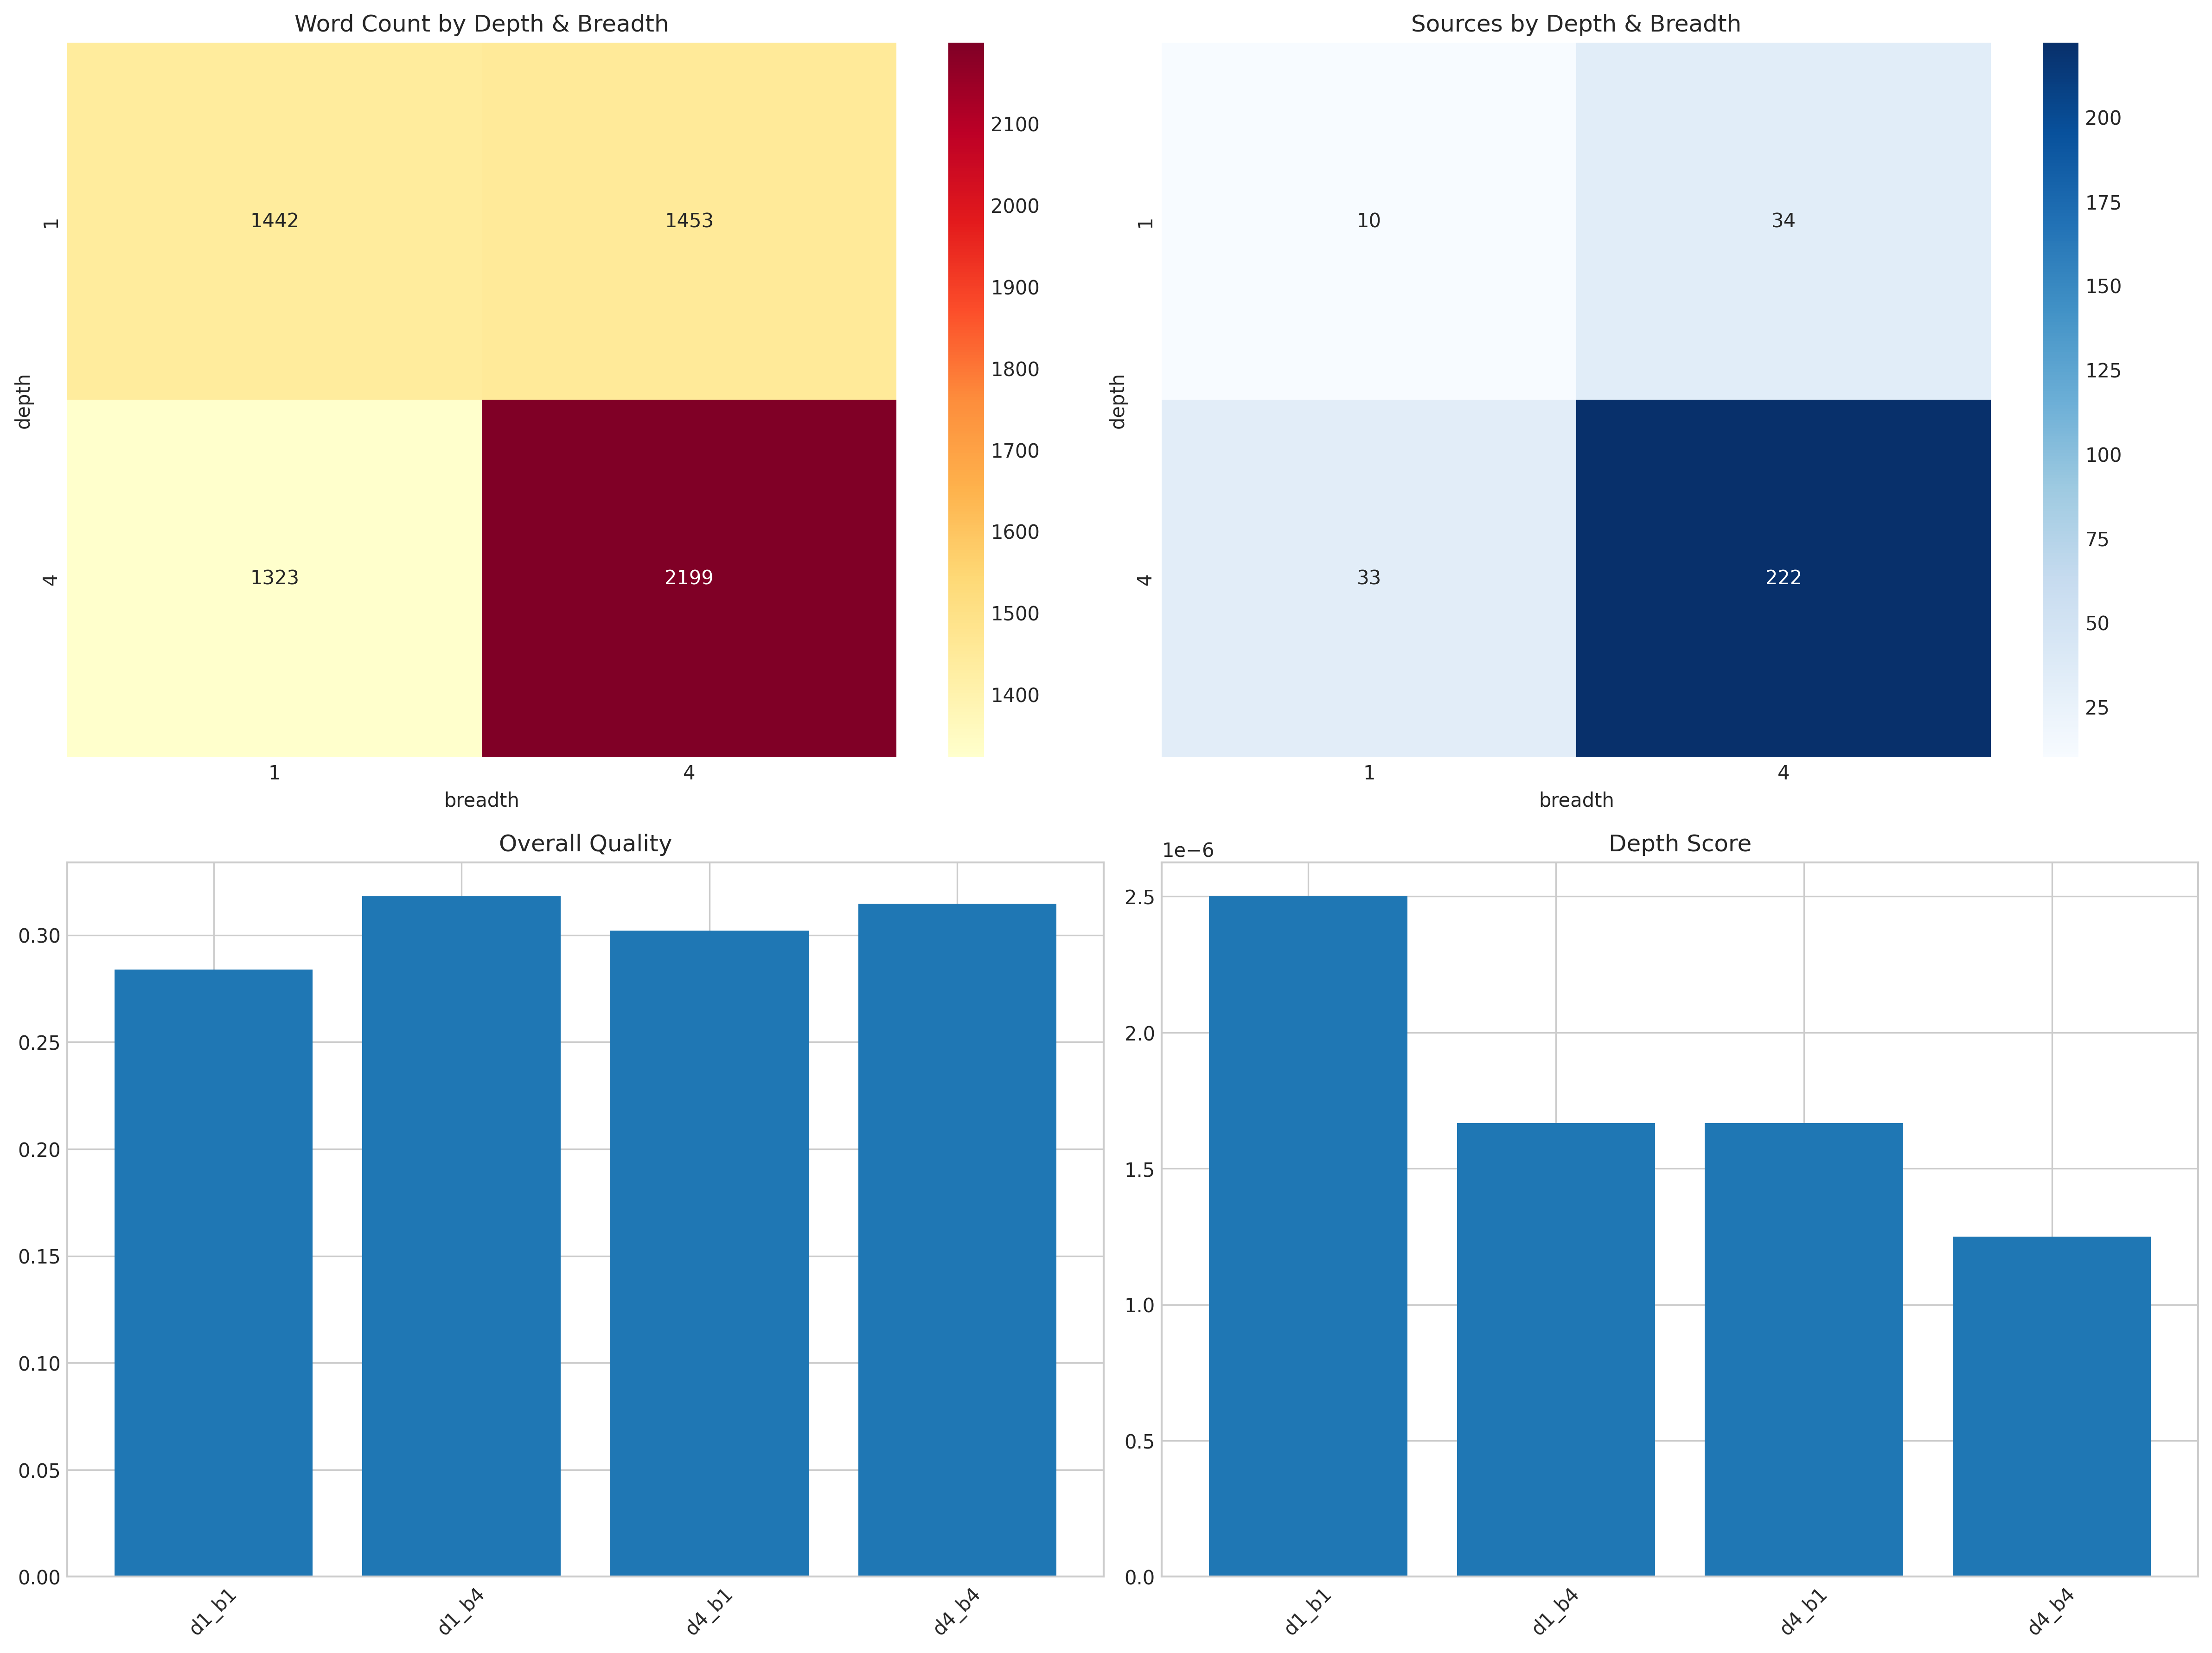 Word Count by Depth & Breadth
1442
1453
1323
2199
1
4
depth
1
4
breadth
2100
2000
1900
1800
1700
1600
1500
1400
Sources by Depth & Breadth
10
34
33
222
1
4
depth
1
4
breadth
200
175
150
125
100
75
50
25
Overall Quality
0.30
0.25
0.20
0.15
0.10
0.05
0.00
d1_b1
d1_b4
d4_b1
d4_b4
Depth Score
1e−6
2.5
2.0
1.5
1.0
0.5
0.0
d1_b1
d1_b4
d4_b1
d4_b4